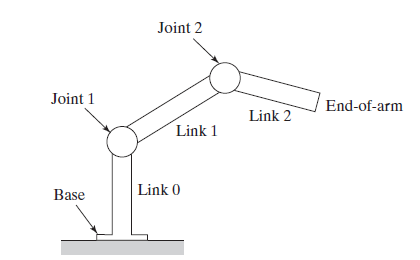 Joint 2
Joint 1
End-of-arm
Link 2
Link 1
Base
Link 0